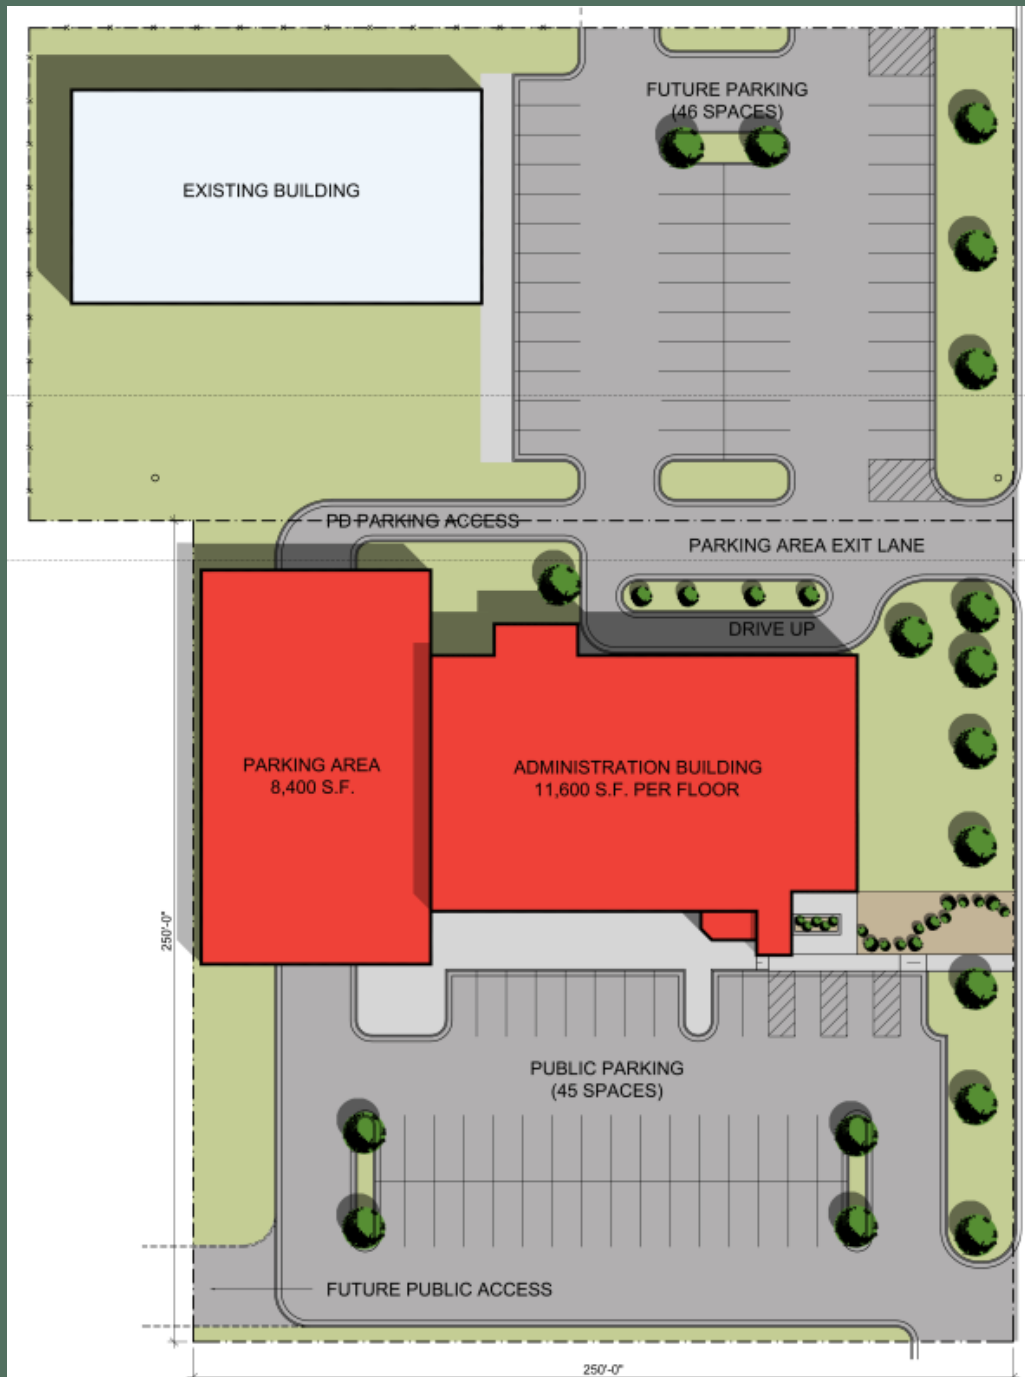 FUTURE PARKING
(46 SPACES)
EXISTING BUILDING
PD PARKING ACCESS
PARKING AREA EXIT LANE
DRIVE UP
PARKING AREA
8,400 S.F.
ADMINISTRATION BUILDING
11,600 S.F. PER FLOOR
250'-0"
PUBLIC PARKING
(45 SPACES)
FUTURE PUBLIC ACCESS
250'-0"